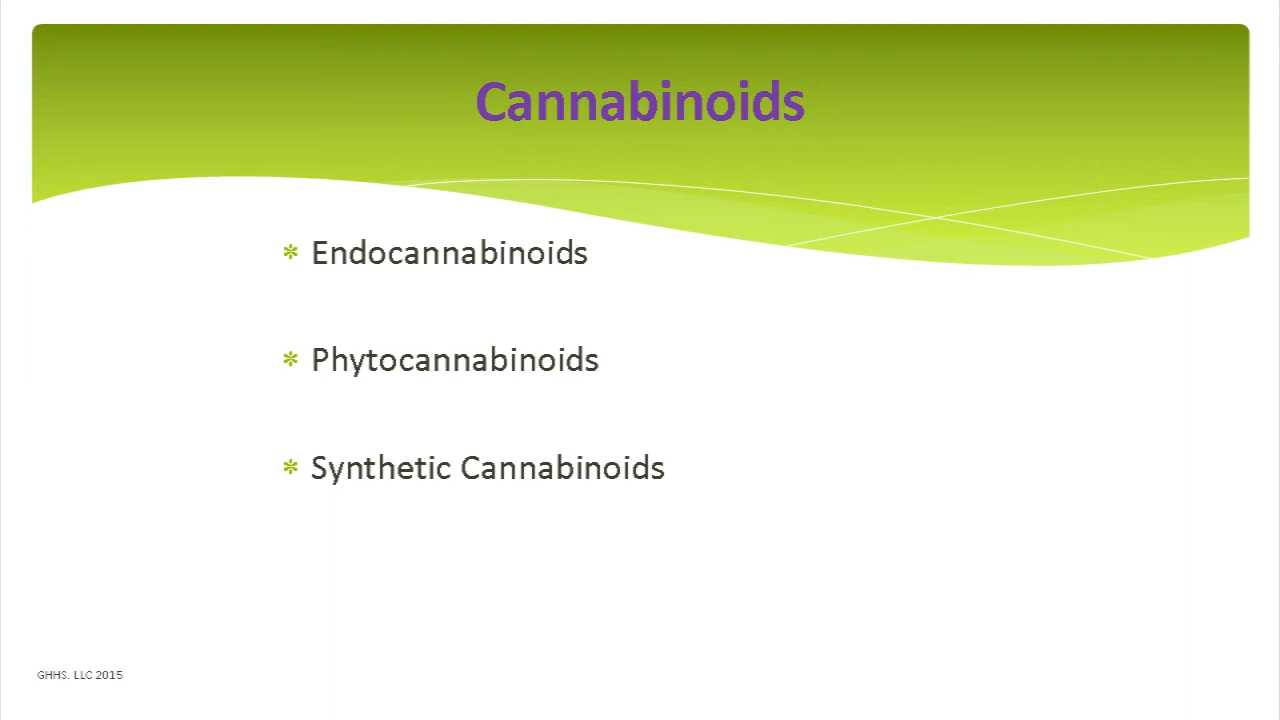 Cannabinoids
* Endocannabinoids
* Phytocannabinoids
* Synthetic Cannabinoids
GHHS. LLC 2015